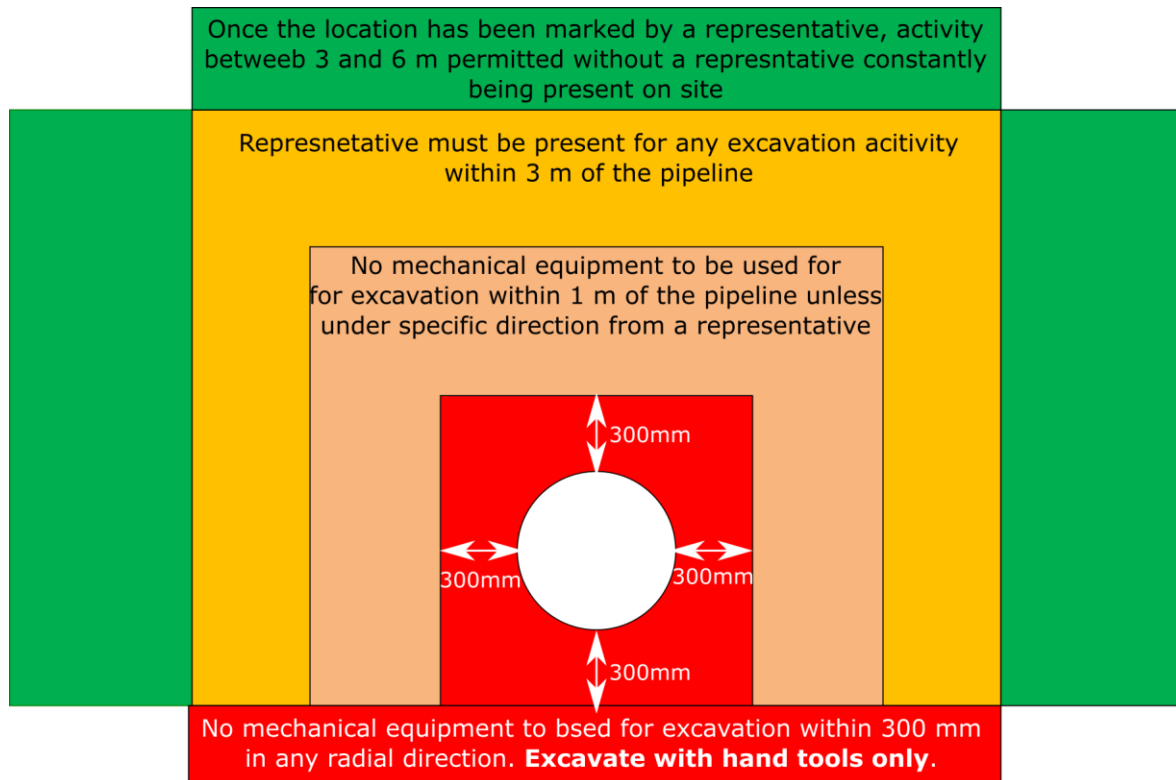 Once the location has been marked by a representative, activity
betweeb 3 and 6 m permitted without a represntative constantly
being present on site
Represnetative must be present for any excavation acitivity
within 3 m of the pipeline
No mechanical equipment to be used for
for excavation within 1 m of the pipeline unless
under specific direction from a representative
300mm
300mm
300mm
300mm
No mechanical equipment to bsed for excavation within 300 mm
in any radial direction. Excavate with hand tools only.